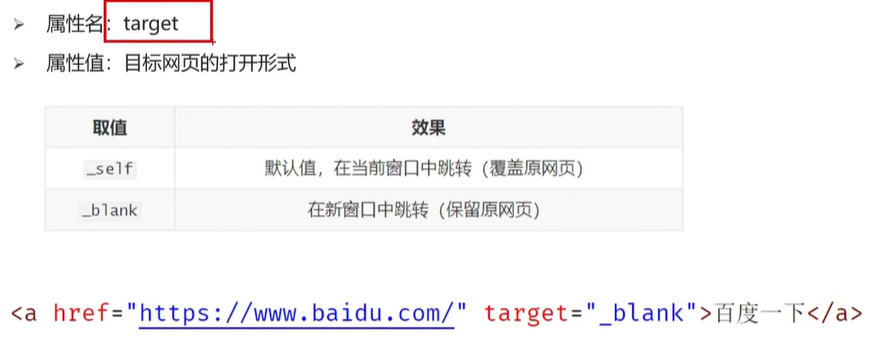 ➢ 属性名：target
➢ 属性值：目标网页的打开形式
取值 效果
_self 默认值，在当前窗口中跳转（覆盖原网页）
_blank 在新窗口中跳转（保留原网页）
<a href="https://www.baidu.com/" target="_blank">百度一下</a>